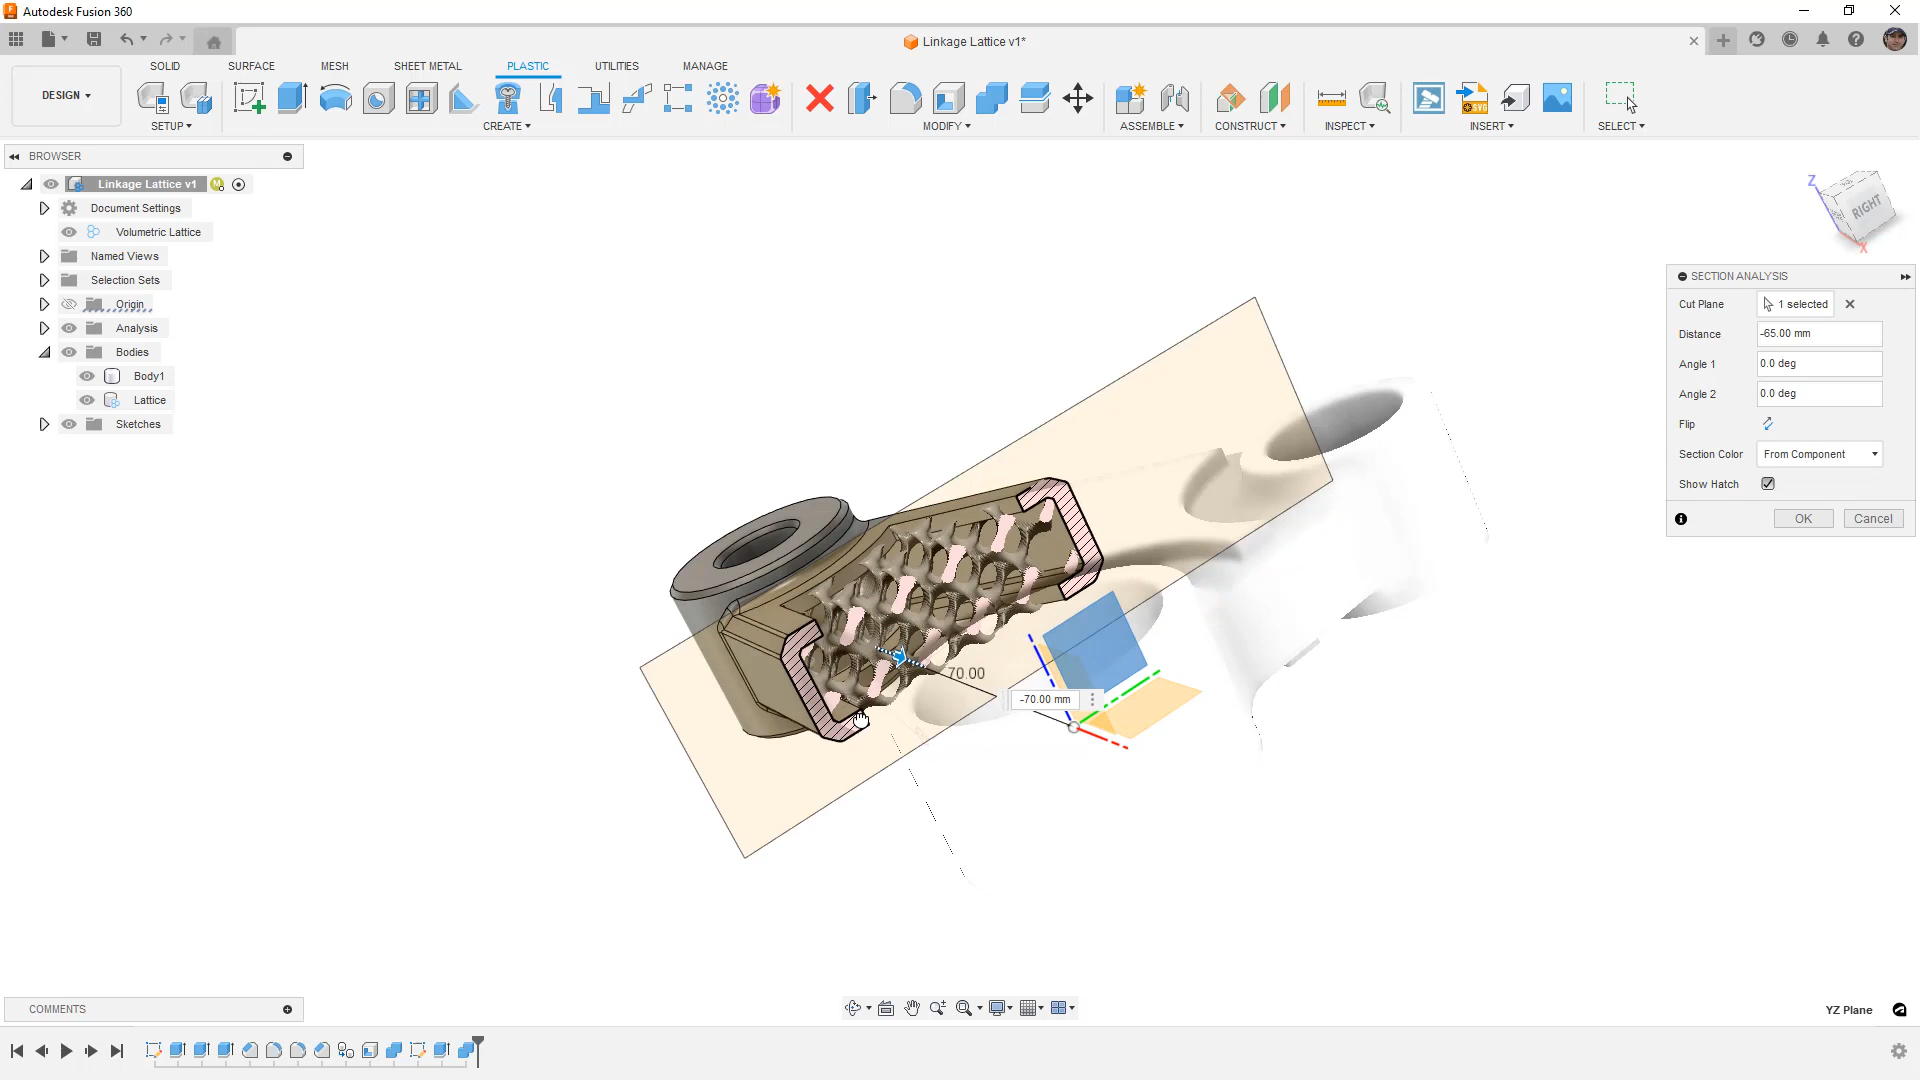 Autodesk Fusion 360
Linkage Lattice v1*
SOLID
SURFACE
MESH
SHEET METAL
PLASTIC
UTILITIES
MANAGE
DESIGN
SETUP
CREATE
MODIFY
ASSEMBLE
CONSTRUCT
INSPECT
INSERT
SELECT
SVG
BROWSER
Linkage Lattice v1
M
Document Settings
Volumetric Lattice
Named Views
Selection Sets
Origin
Analysis
Bodies
Body1
Lattice
Sketches
Z
RIGHT
X
SECTION ANALYSIS
Cut Plane
1 selected
Distance
-65.00 mm
Angle 1
0.0 deg
Angle 2
0.0 deg
Flip
Section Color
From Component
Show Hatch
OK
Cancel
70.00
-70.00 mm
COMMENTS
YZ Plane